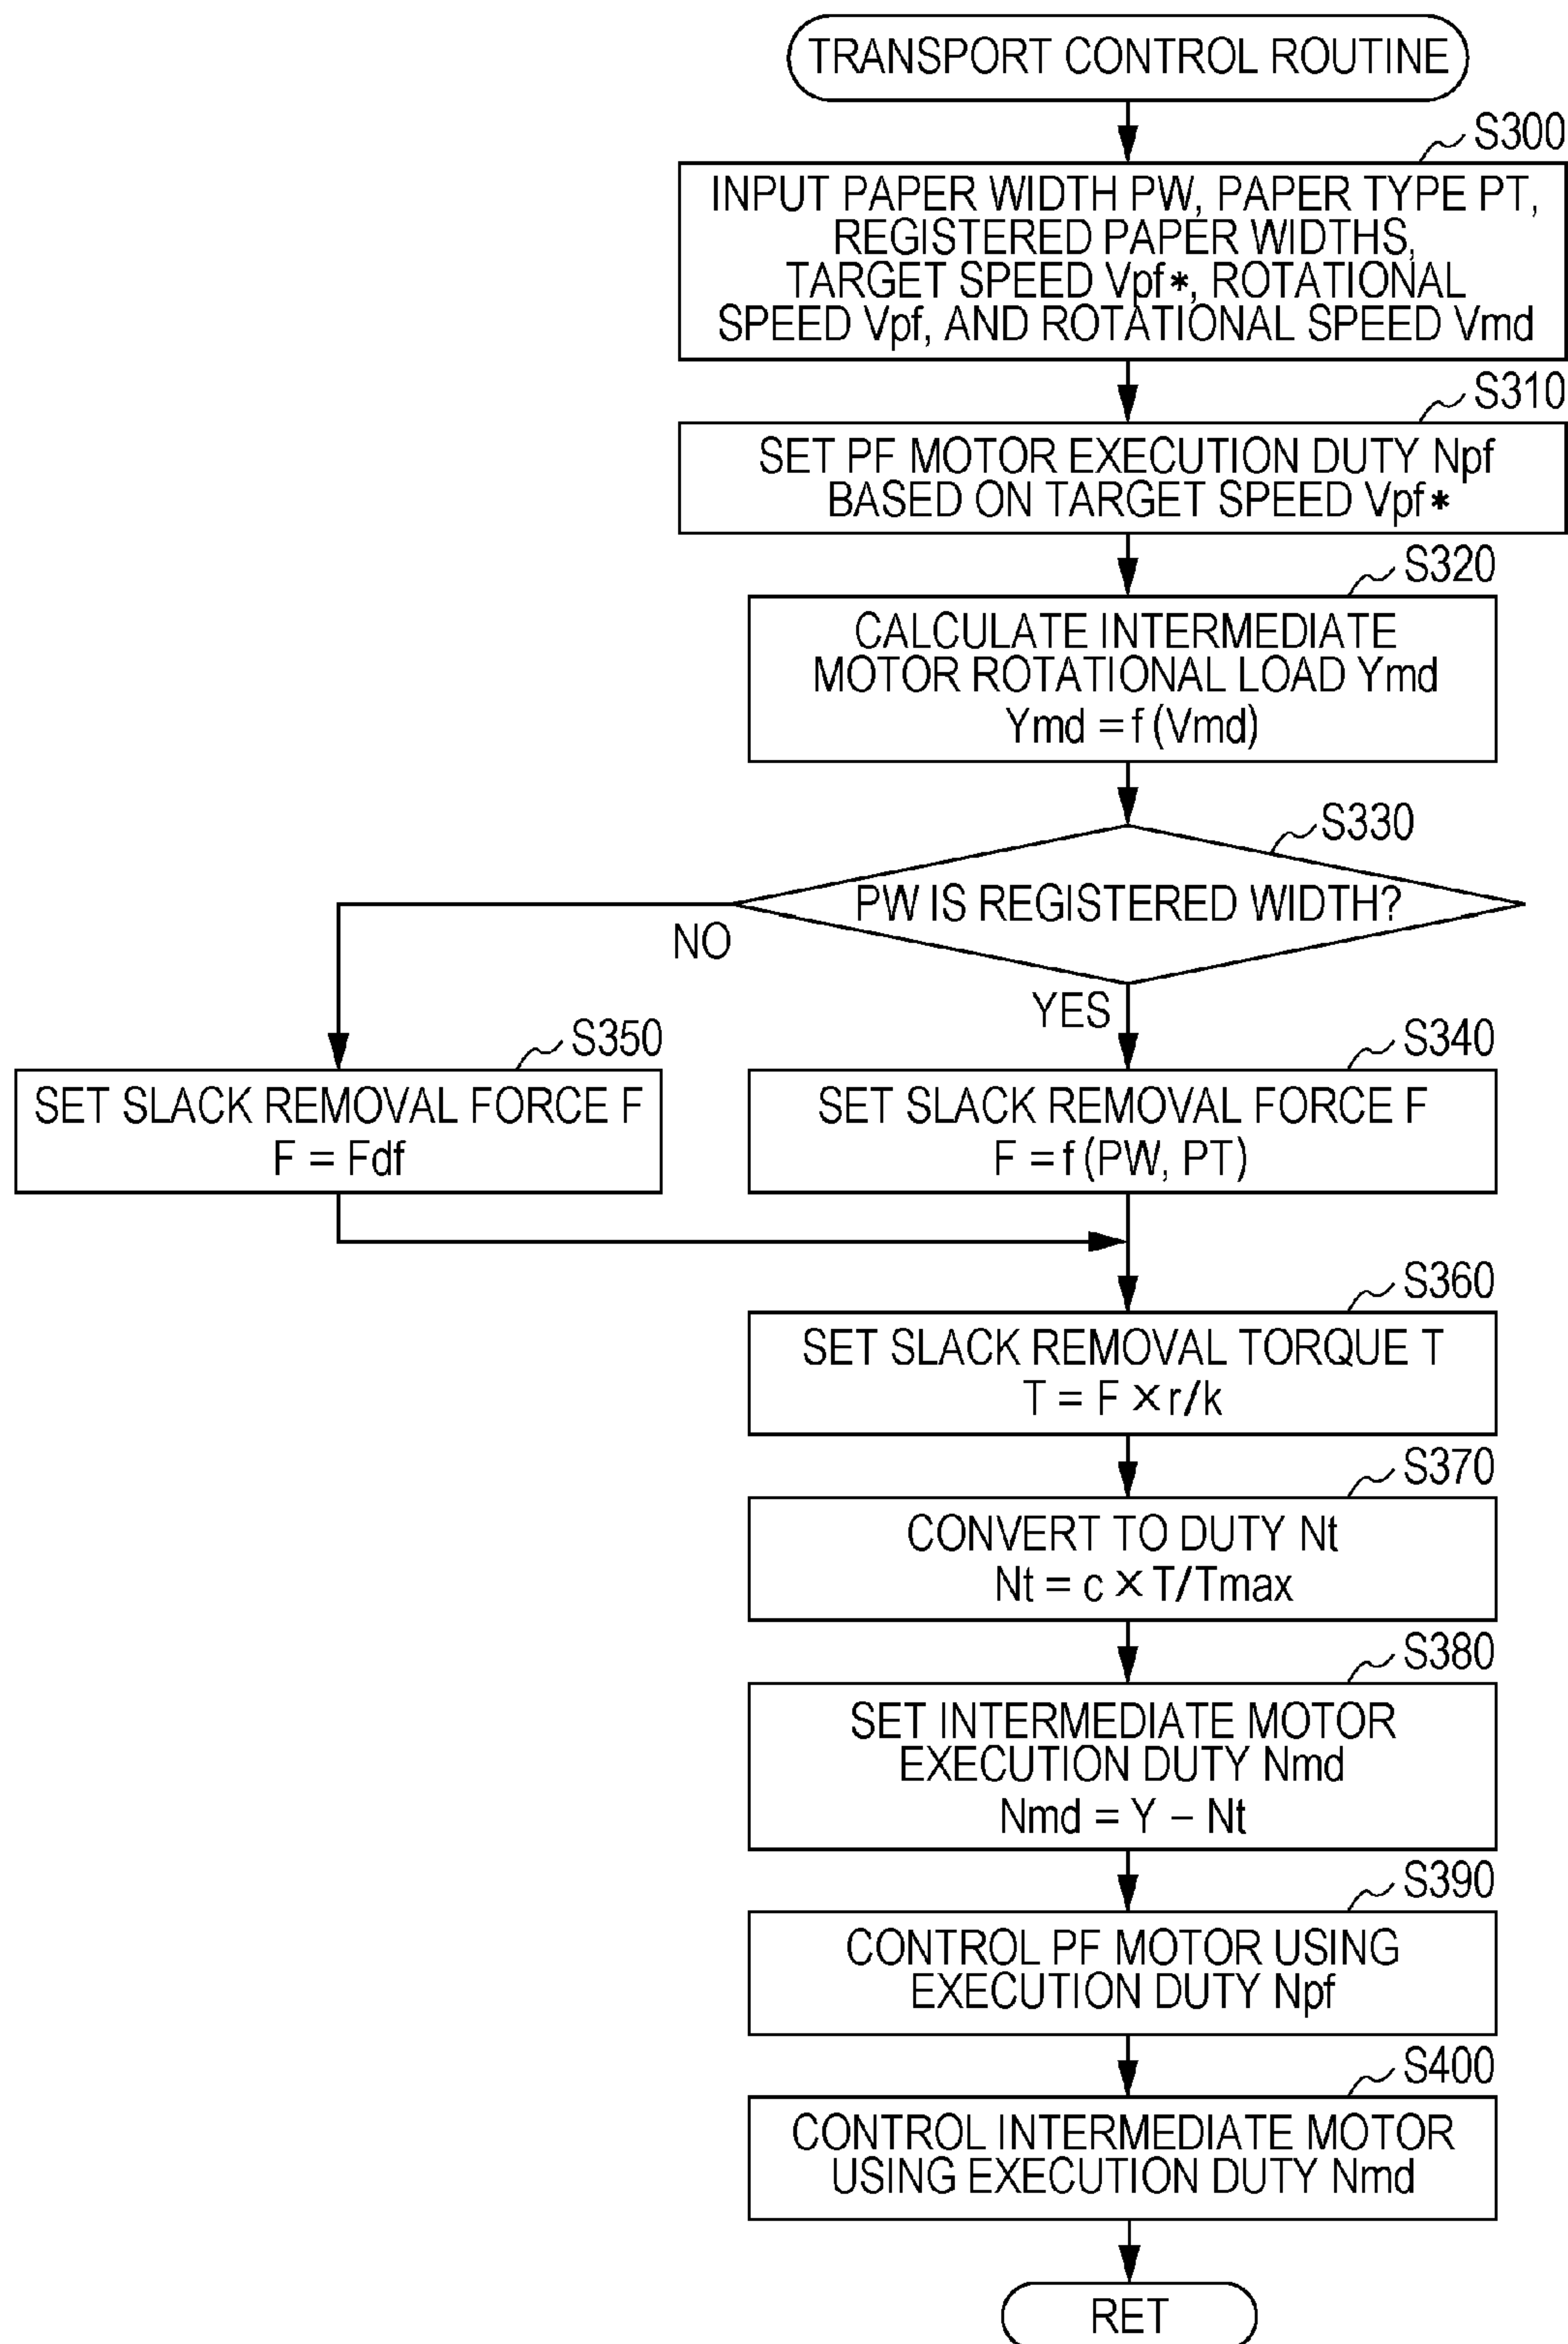 TRANSPORT CONTROL ROUTINE
S300
INPUT PAPER WIDTH PW, PAPER TYPE PT,
REGISTERED PAPER WIDTHS,
TARGET SPEED Vpf*, ROTATIONAL
SPEED Vpf, AND ROTATIONAL SPEED Vmd
S310
SET PF MOTOR EXECUTION DUTY Npf
BASED ON TARGET SPEED Vpf*
S320
CALCULATE INTERMEDIATE
MOTOR ROTATIONAL LOAD Ymd
Ymd = f (Vmd)
S330
PW IS REGISTERED WIDTH?
NO
YES
S350
SET SLACK REMOVAL FORCE F
F = Fdf
S340
SET SLACK REMOVAL FORCE F
F = f (PW, PT)
S360
SET SLACK REMOVAL TORQUE T
T = F × r/k
S370
CONVERT TO DUTY Nt
Nt = c × T/Tmax
S380
SET INTERMEDIATE MOTOR
EXECUTION DUTY Nmd
Nmd = Y − Nt
S390
CONTROL PF MOTOR USING
EXECUTION DUTY Npf
S400
CONTROL INTERMEDIATE MOTOR
USING EXECUTION DUTY Nmd
RET